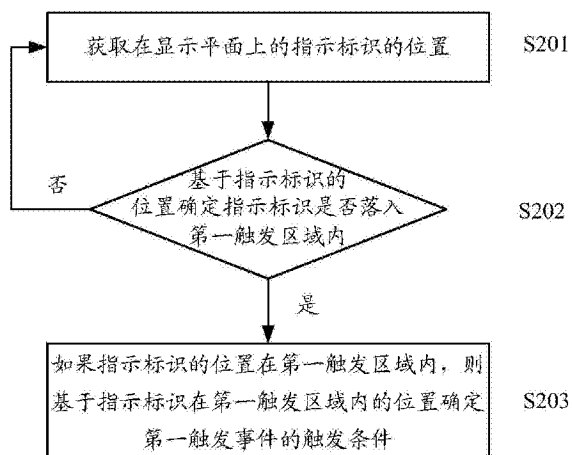 获取在显示平面上的指示标识的位置
S201
基于指示标识的
位置确定指示标识是否落入
第一触发区域内
否
S202
是
如果指示标识的位置在第一触发区域内，则
基于指示标识在第一触发区域内的位置确定
第一触发事件的触发条件
S203